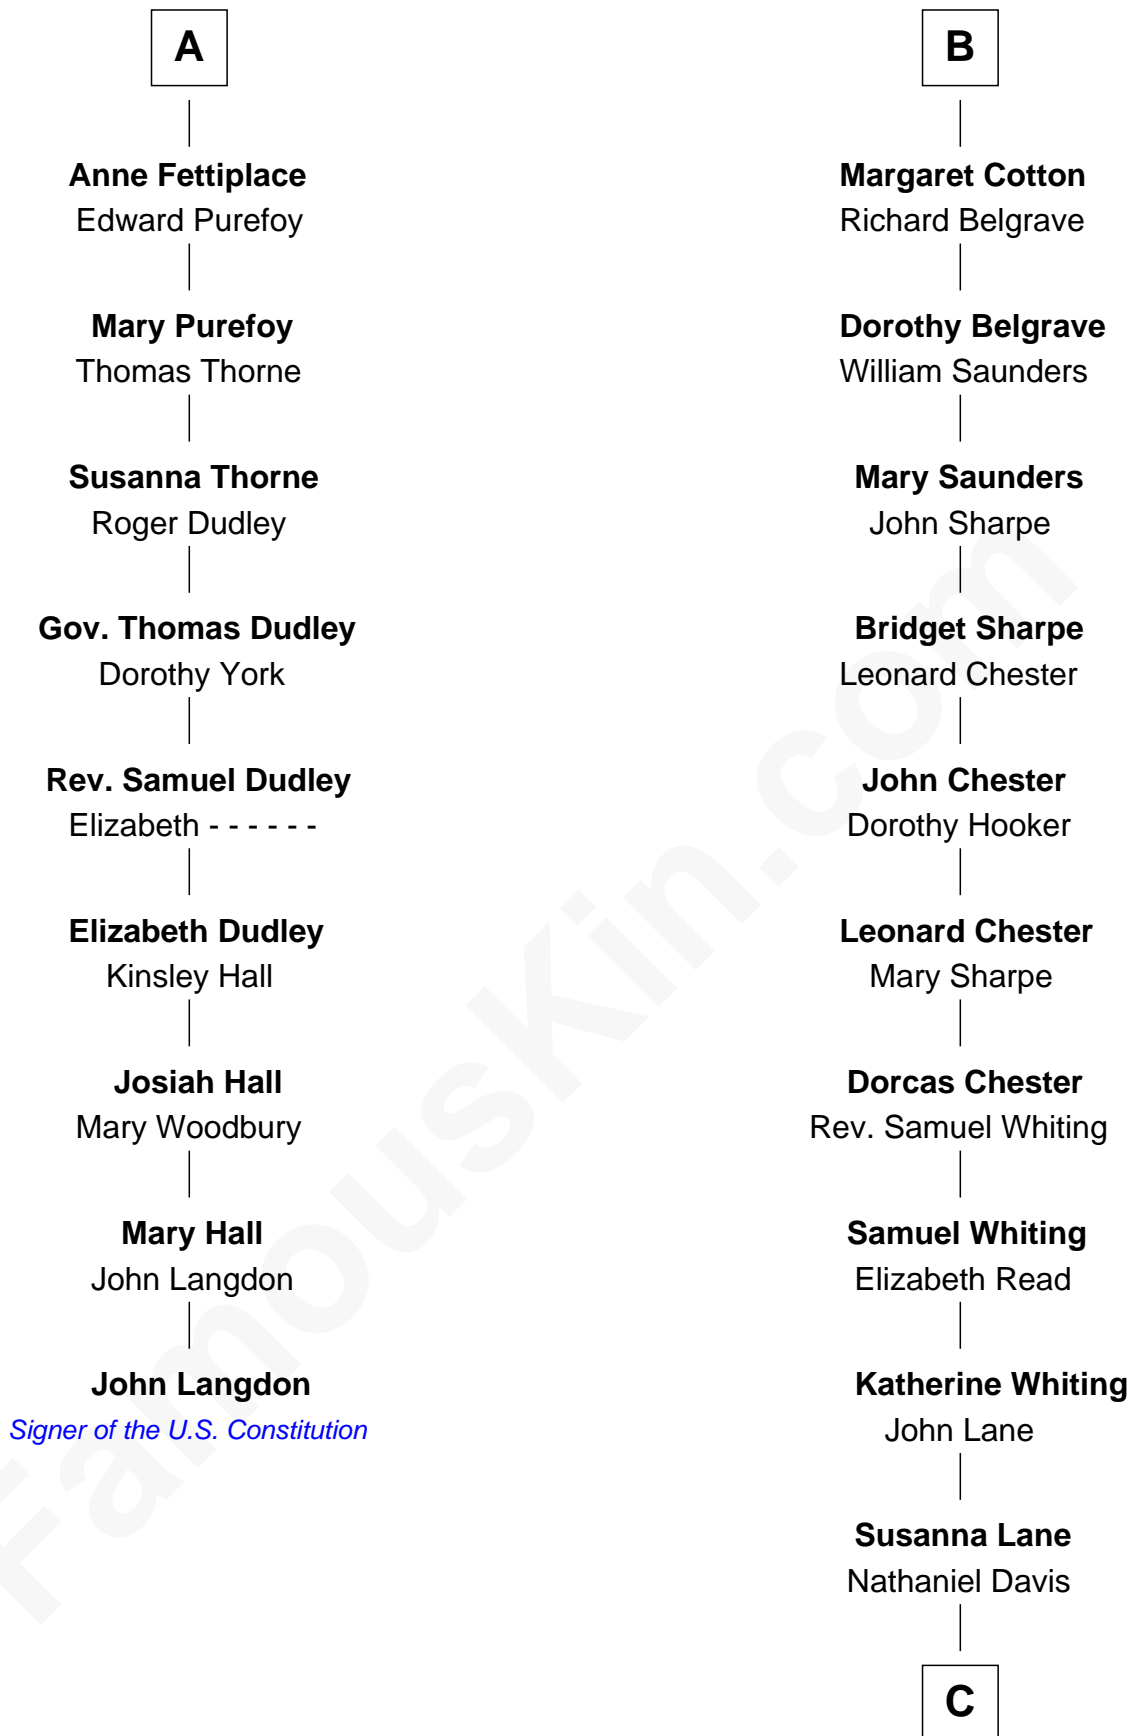 A
Anne Fettiplace
Edward Purefoy
Mary Purefoy
Thomas Thorne
Susanna Thorne
Roger Dudley
Gov. Thomas Dudley
Dorothy York
Rev. Samuel Dudley
Elizabeth - - - - - -
Elizabeth Dudley
Kinsley Hall
Josiah Hall
Mary Woodbury
Mary Hall
John Langdon
John Langdon
Signer of the U.S. Constitution
B
Margaret Cotton
Richard Belgrave
Dorothy Belgrave
William Saunders
Mary Saunders
John Sharpe
Bridget Sharpe
Leonard Chester
John Chester
Dorothy Hooker
Leonard Chester
Mary Sharpe
Dorcas Chester
Rev. Samuel Whiting
Samuel Whiting
Elizabeth Read
Katherine Whiting
John Lane
Susanna Lane
Nathaniel Davis
C
FamousKin.com